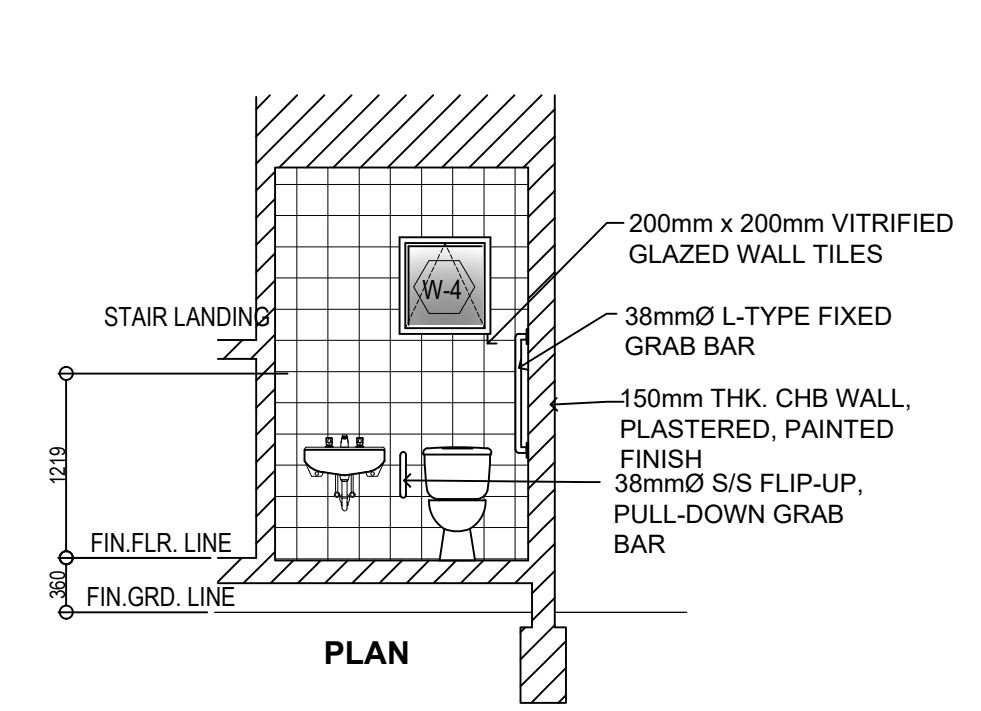 200mm x 200mm VITRIFIED
GLAZED WALL TILES
W-4
STAIR LANDING
38mmØ L-TYPE FIXED
GRAB BAR
150mm THK. CHB WALL,
PLASTERED, PAINTED
FINISH
38mmØ S/S FLIP-UP,
PULL-DOWN GRAB
BAR
1219
FIN.FLR. LINE
360
FIN.GRD. LINE
PLAN